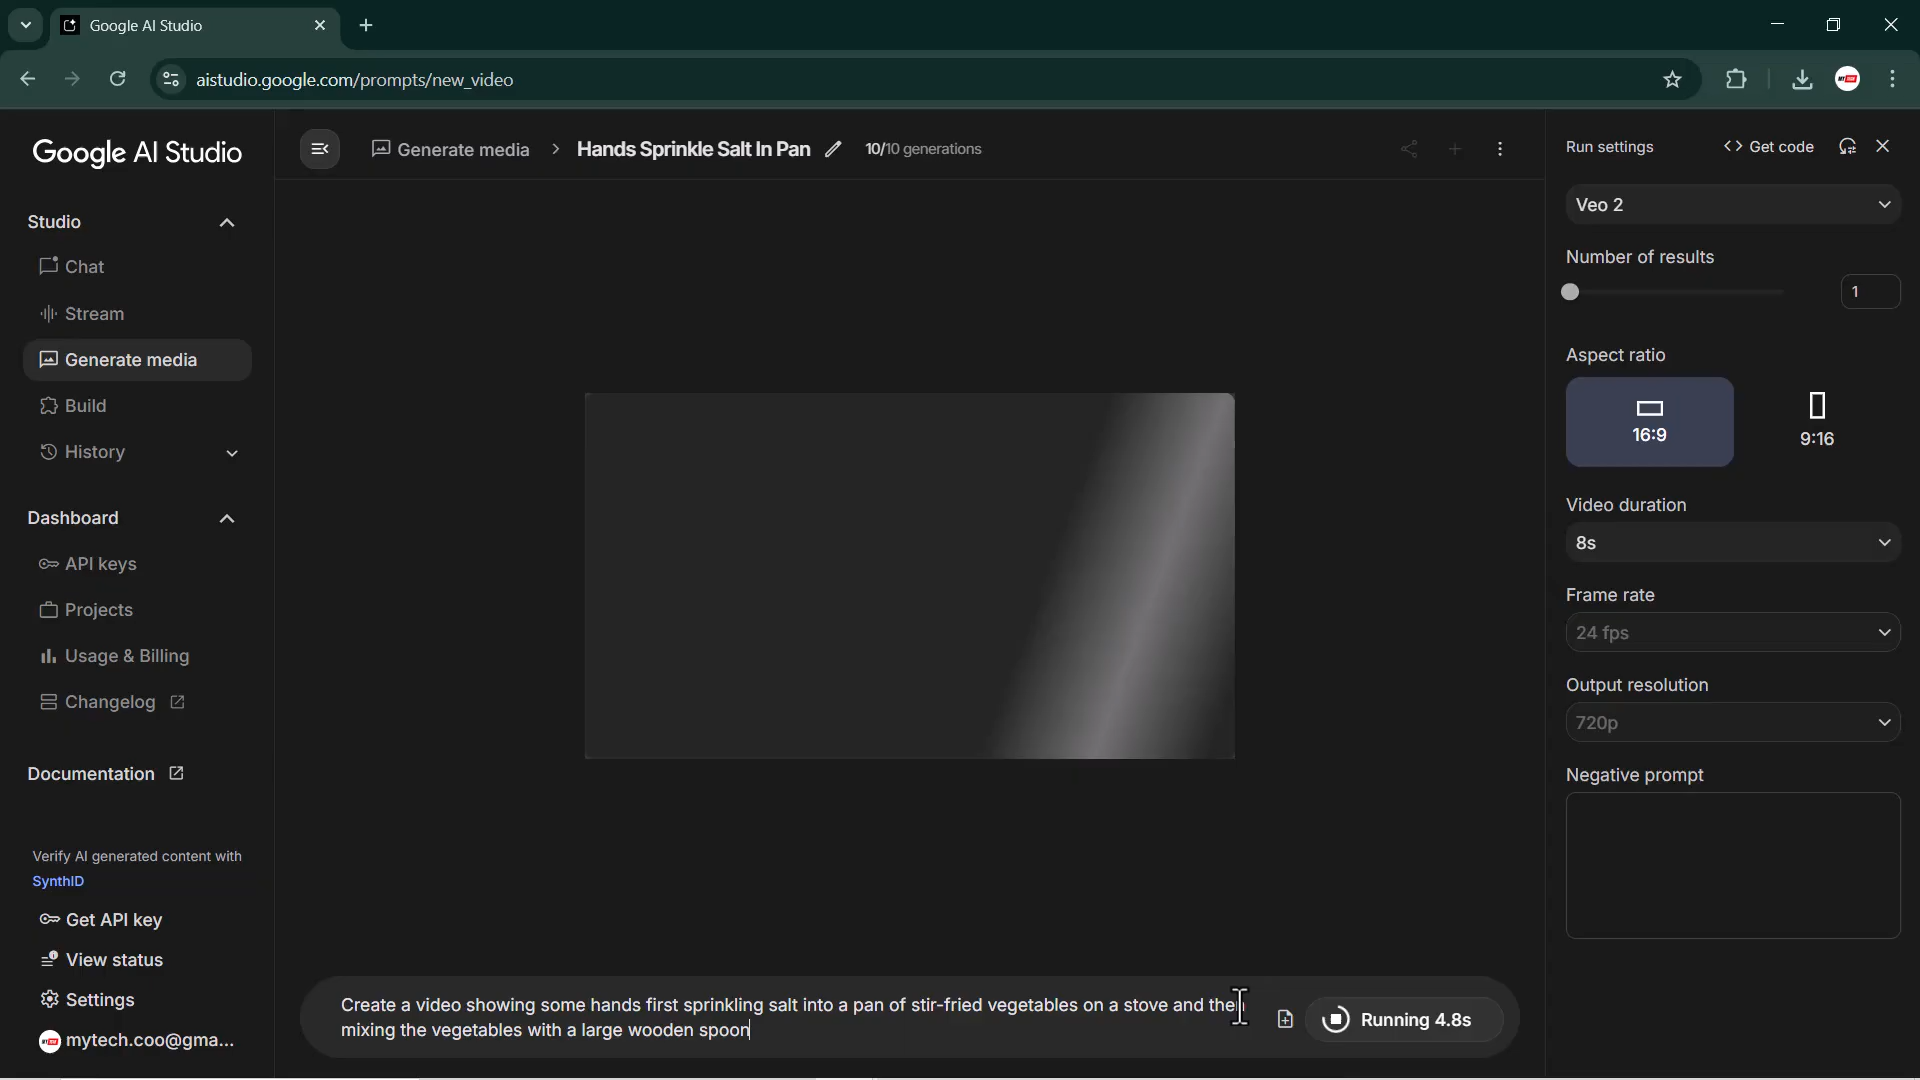 Google AI Studio
aistudio.google.com/prompts/new_video
Google AI Studio
Studio
Chat
Stream
Generate media
Build
History
Dashboard
API keys
Projects
Usage & Billing
Changelog
Documentation
Verify AI generated content with
SynthID
Get API key
View status
Settings
mytech.coo@gma...
Generate media > Hands Sprinkle Salt In Pan 10/10 generations
Create a video showing some hands first sprinkling salt into a pan of stir-fried vegetables on a stove and then
mixing the vegetables with a large wooden spoon
Running 4.8s
Run settings
<> Get code
Veo 2
Number of results
1
Aspect ratio
16:9
9:16
Video duration
8s
Frame rate
24 fps
Output resolution
720p
Negative prompt